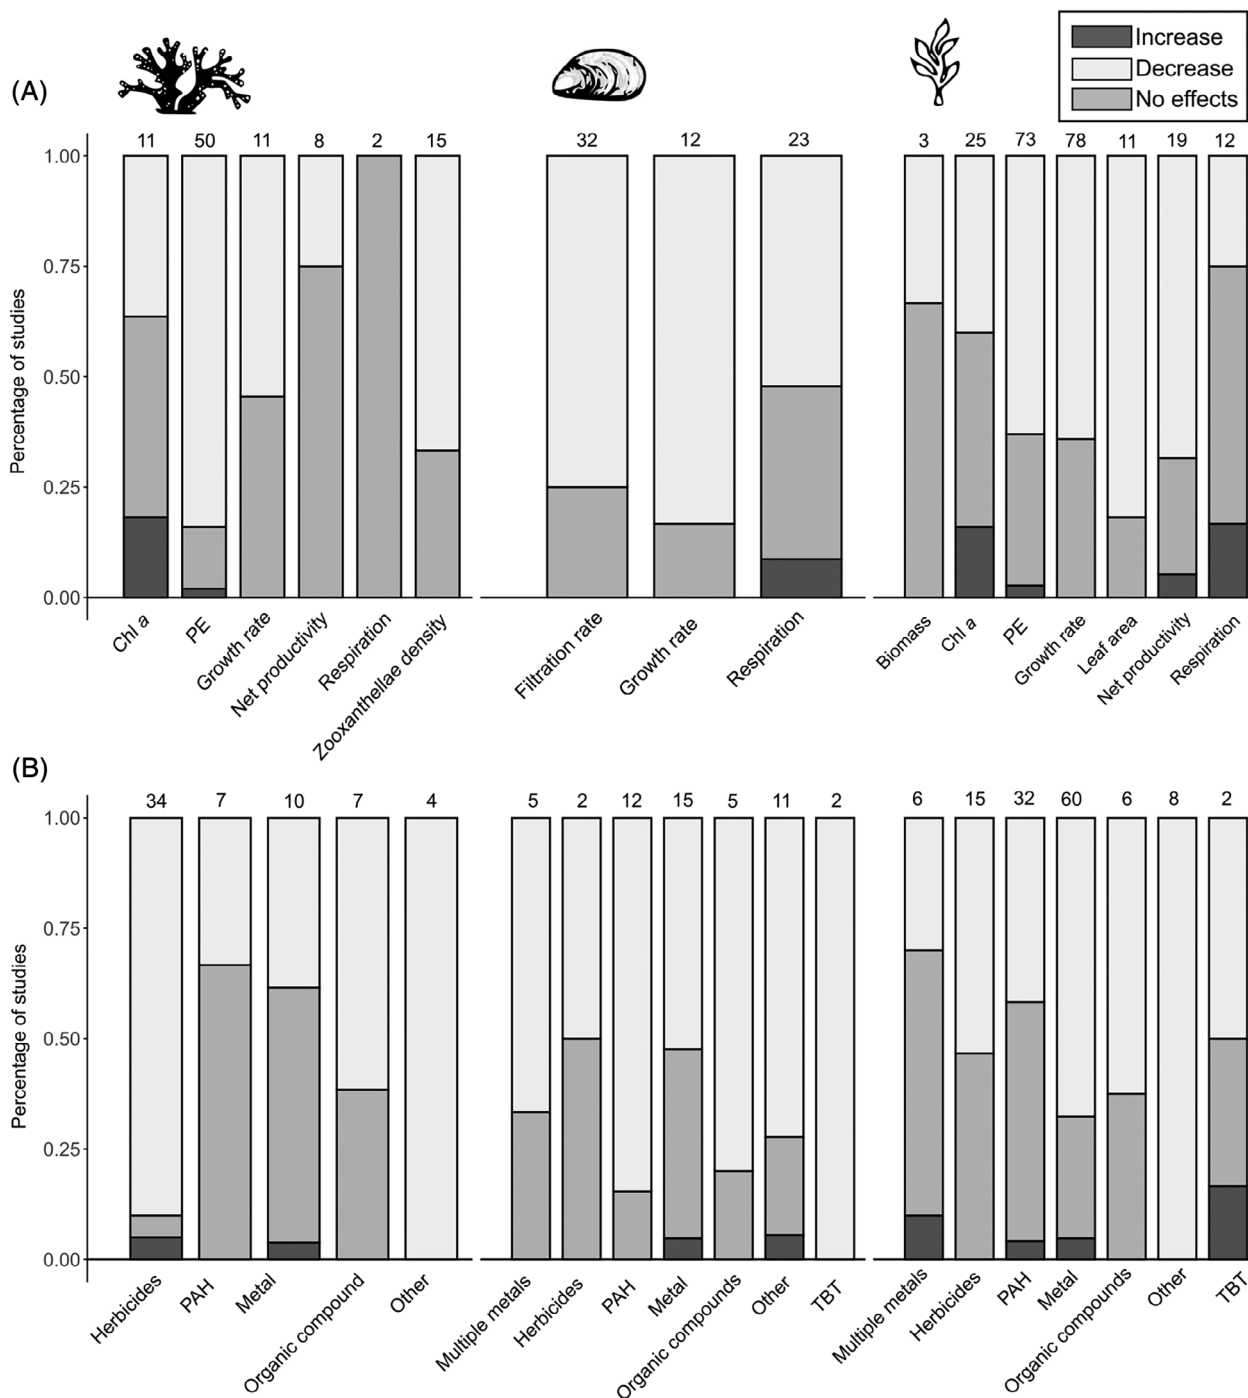 Increase
Decrease
No effects
(A)
11 50 11 8 2 15 32 12 23 3 25 73 78 11 19 12
Percentage of studies
1.00
0.75
0.50
0.25
0.00
Chl a
PE
Growth rate
Net productivity
Respiration
Zooxanthellae density
Filtration rate
Growth rate
Respiration
Biomass
Chl a
PE
Growth rate
Leaf area
Net productivity
Respiration
(B)
34 7 10 7 4 5 2 12 15 5 11 2 6 15 32 60 6 8 2
Percentage of studies
1.00
0.75
0.50
0.25
0.00
Herbicides
PAH
Metal
Organic compound
Other
Multiple metals
Herbicides
PAH
Metal
Organic compounds
Other
TBT
Multiple metals
Herbicides
PAH
Metal
Organic compounds
Other
TBT